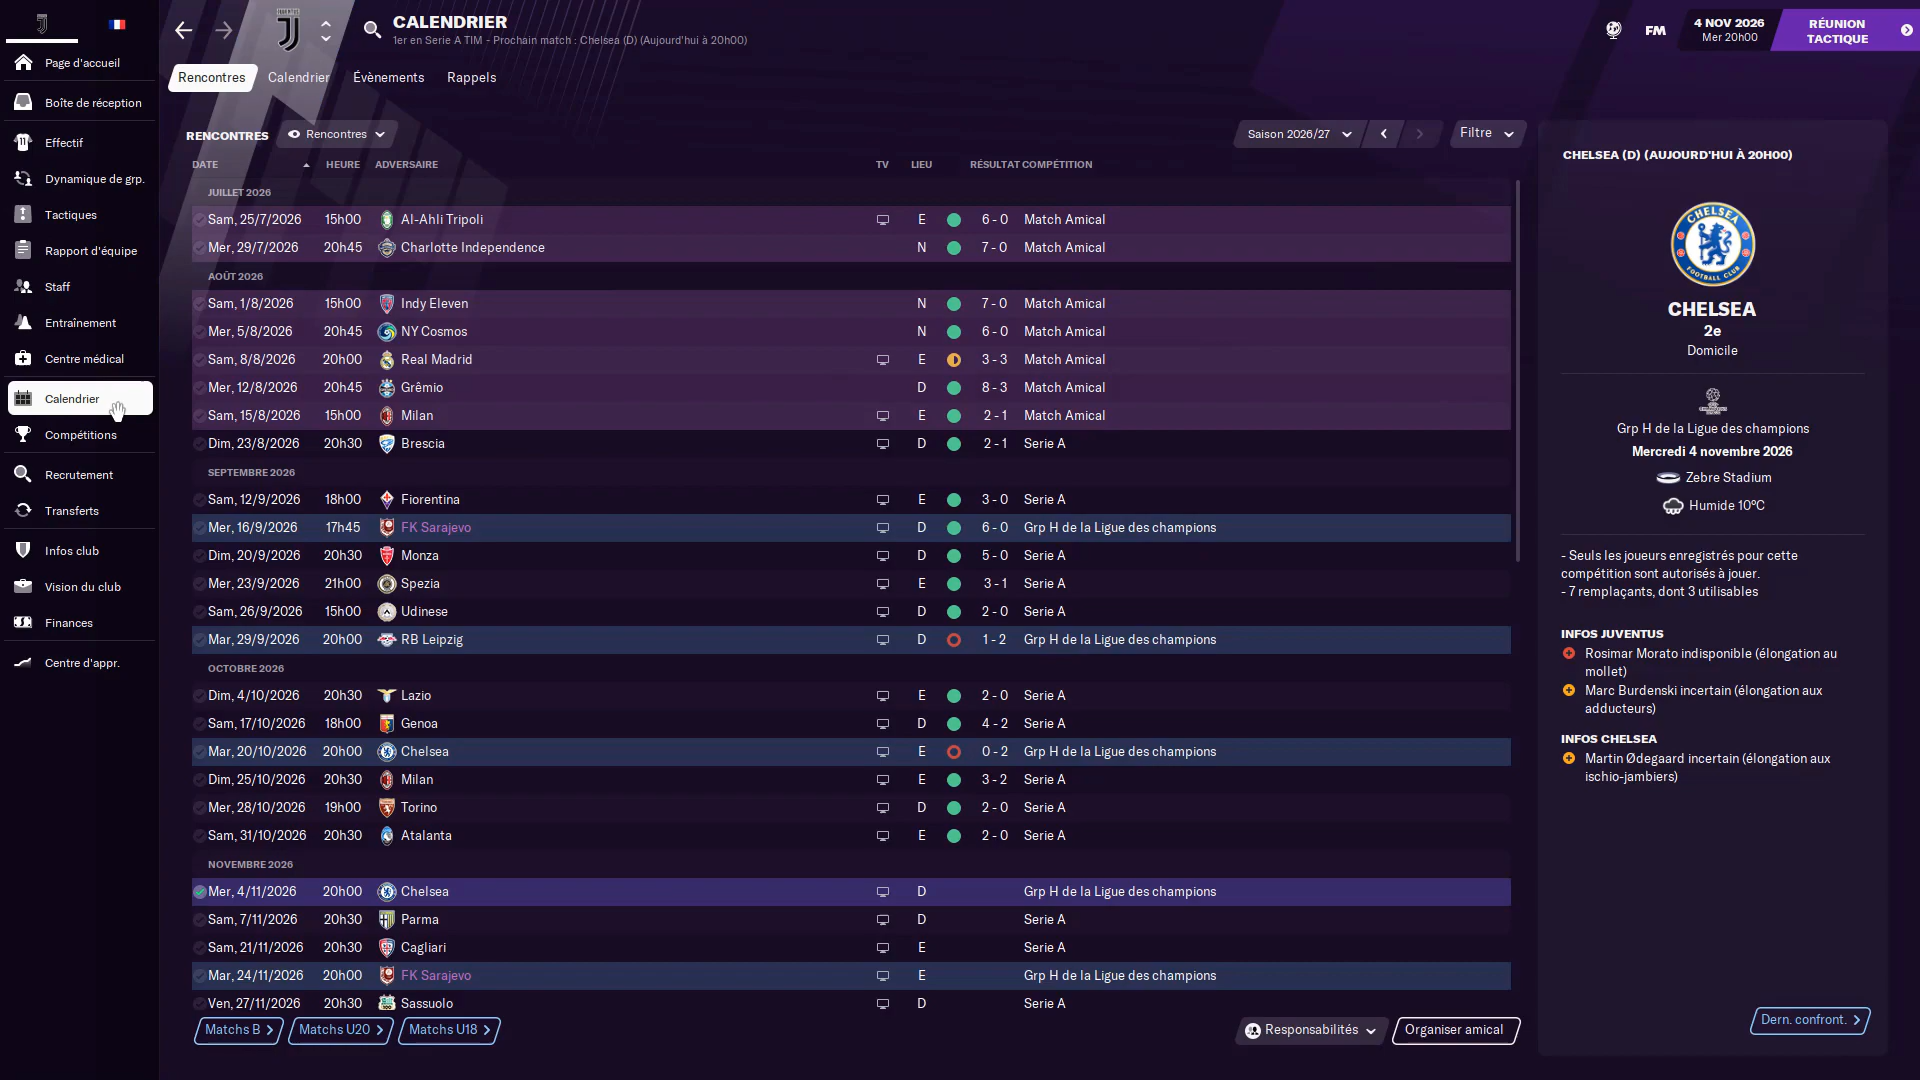 CALENDRIER
1er en Serie A TIM - Prochain match : Chelsea (D) (Aujourd'hui à 20h00)
FM
4 NOV 2026
Mer 20h00
RÉUNION
TACTIQUE
Page d'accueil
Boîte de réception
Effectif
Dynamique de grp.
Tactiques
Rapport d'équipe
Staff
Entraînement
Centre médical
Calendrier
Compétitions
Recrutement
Transferts
Infos club
Vision du club
Finances
Centre d'appr.
Rencontres Calendrier Évènements Rappels
RENCONTRES Rencontres Saison 2026/27 Filtre
DATE HEURE ADVERSAIRE TV LIEU RÉSULTAT COMPÉTITION
JUILLET 2026
Sam, 25/7/2026 15h00 Al-Ahli Tripoli E 6 - 0 Match Amical
Mer, 29/7/2026 20h45 Charlotte Independence N 7 - 0 Match Amical
AOÛT 2026
Sam, 1/8/2026 15h00 Indy Eleven N 7 - 0 Match Amical
Mer, 5/8/2026 20h45 NY Cosmos N 6 - 0 Match Amical
Sam, 8/8/2026 20h00 Real Madrid E 3 - 3 Match Amical
Mer, 12/8/2026 20h45 Grêmio D 8 - 3 Match Amical
Sam, 15/8/2026 15h00 Milan E 2 - 1 Match Amical
Dim, 23/8/2026 20h30 Brescia D 2 - 1 Serie A
SEPTEMBRE 2026
Sam, 12/9/2026 18h00 Fiorentina E 3 - 0 Serie A
Mer, 16/9/2026 17h45 FK Sarajevo D 6 - 0 Grp H de la Ligue des champions
Dim, 20/9/2026 20h30 Monza D 5 - 0 Serie A
Mer, 23/9/2026 21h00 Spezia E 3 - 1 Serie A
Sam, 26/9/2026 15h00 Udinese D 2 - 0 Serie A
Mar, 29/9/2026 20h00 RB Leipzig D 1 - 2 Grp H de la Ligue des champions
OCTOBRE 2026
Dim, 4/10/2026 20h30 Lazio E 2 - 0 Serie A
Sam, 17/10/2026 18h00 Genoa D 4 - 2 Serie A
Mar, 20/10/2026 20h00 Chelsea E 0 - 2 Grp H de la Ligue des champions
Dim, 25/10/2026 20h30 Milan E 3 - 2 Serie A
Mer, 28/10/2026 19h00 Torino D 2 - 0 Serie A
Sam, 31/10/2026 20h30 Atalanta E 2 - 0 Serie A
NOVEMBRE 2026
Mer, 4/11/2026 20h00 Chelsea D Grp H de la Ligue des champions
Sam, 7/11/2026 20h30 Parma D Serie A
Sam, 21/11/2026 20h30 Cagliari E Serie A
Mar, 24/11/2026 20h00 FK Sarajevo E Grp H de la Ligue des champions
Ven, 27/11/2026 20h30 Sassuolo D Serie A
Matchs B Matchs U20 Matchs U18 Responsabilités Organiser amical
CHELSEA (D) (AUJOURD'HUI À 20H00)
CHELSEA
FOOTBALL CLUB
CHELSEA
2e
Domicile
Grp H de la Ligue des champions
Mercredi 4 novembre 2026
Zebre Stadium
Humide 10°C
- Seuls les joueurs enregistrés pour cette
compétition sont autorisés à jouer.
- 7 remplaçants, dont 3 utilisables
INFOS JUVENTUS
Rosimar Morato indisponible (élongation au
mollet)
Marc Burdenski incertain (élongation aux
adducteurs)
INFOS CHELSEA
Martin Ødegaard incertain (élongation aux
ischio-jambiers)
Dern. confront.